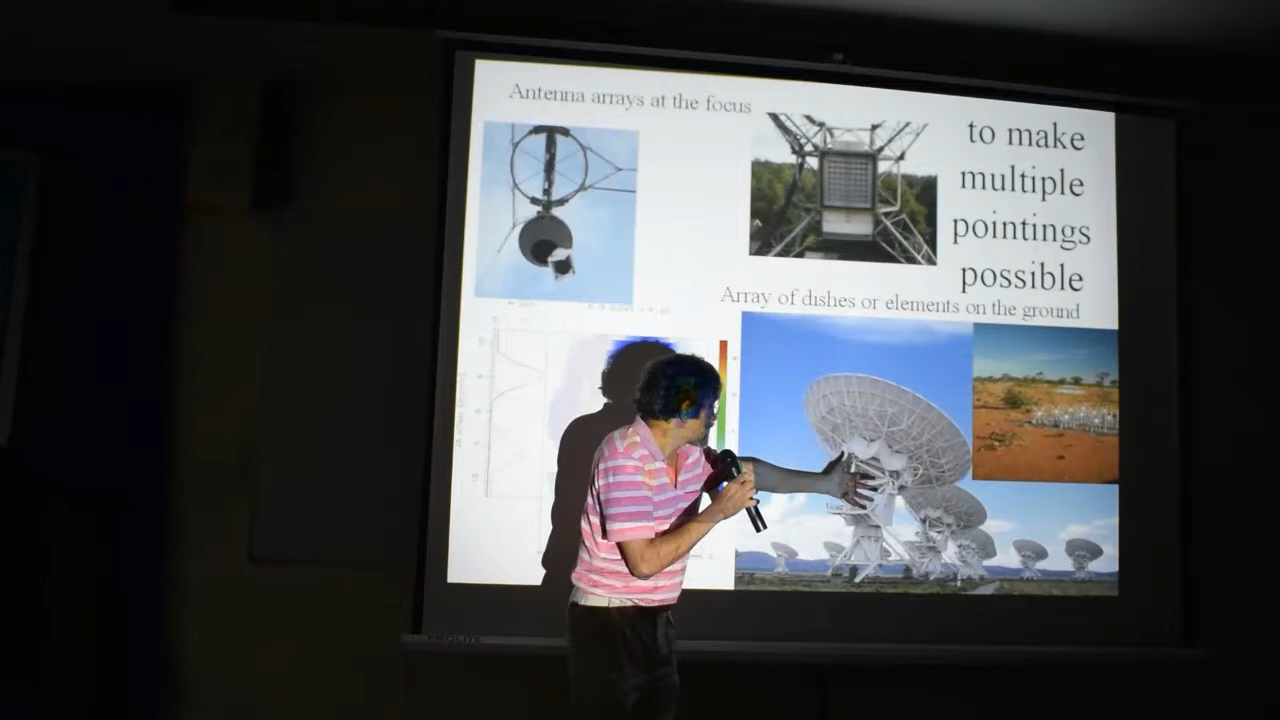 Antenna arrays at the focus
to make
multiple
pointings
possible
Array of dishes or elements on the ground